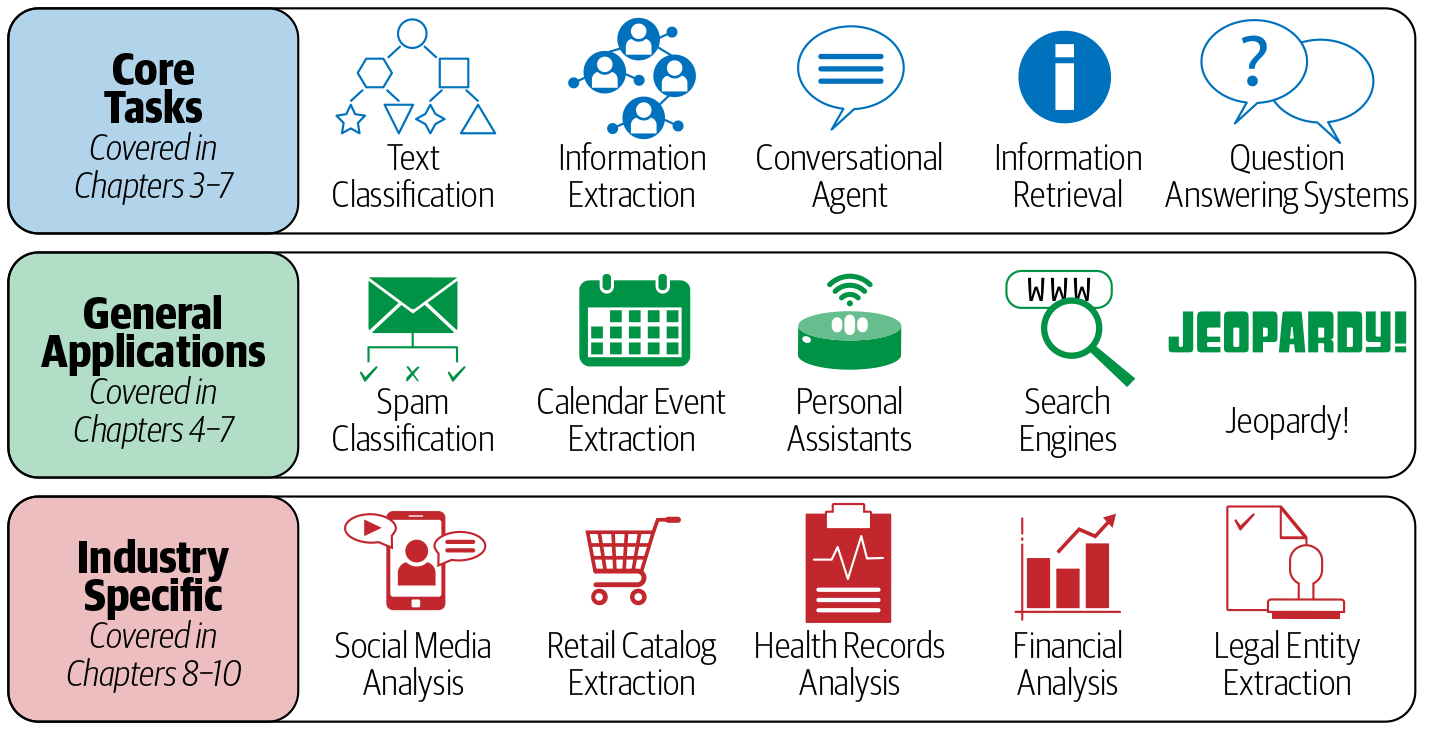 Core
Tasks
Covered in
Chapters 3–7
Text
Classification
Information
Extraction
Conversational
Agent
i
Information
Retrieval
?
Question
Answering Systems
General
Applications
Covered in
Chapters 4–7
Spam
Classification
Calendar Event
Extraction
Personal
Assistants
WWW
Search
Engines
JEOPARDY!
Jeopardy!
Industry
Specific
Covered in
Chapters 8–10
Social Media
Analysis
Retail Catalog
Extraction
Health Records
Analysis
Financial
Analysis
Legal Entity
Extraction